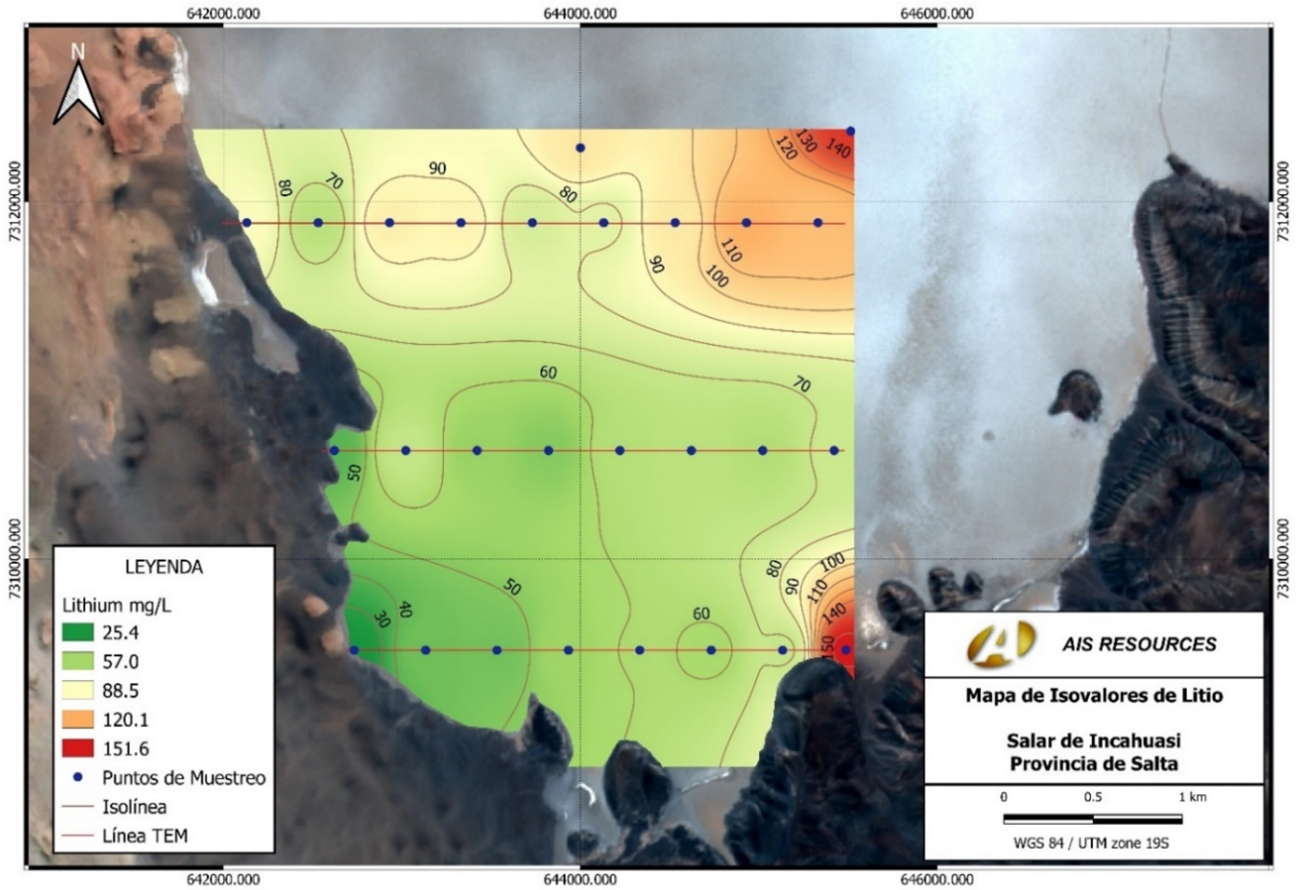 642000.000 644000.000 646000.000
N
7312000.000
7312000.000
80 70 90 80 120 130 140
90 110 100
60 70
50
7310000.000
7310000.000
50 80 90 100 110 140
30 40 60 150
LEYENDA
Lithium mg/L
25.4
57.0
88.5
120.1
151.6
Puntos de Muestreo
Isolínea
Línea TEM
A
AIS RESOURCES
Mapa de Isovalores de Litio
Salar de Incahuasi
Provincia de Salta
0 0.5 1 km
WGS 84 / UTM zone 19S
642000.000 644000.000 646000.000